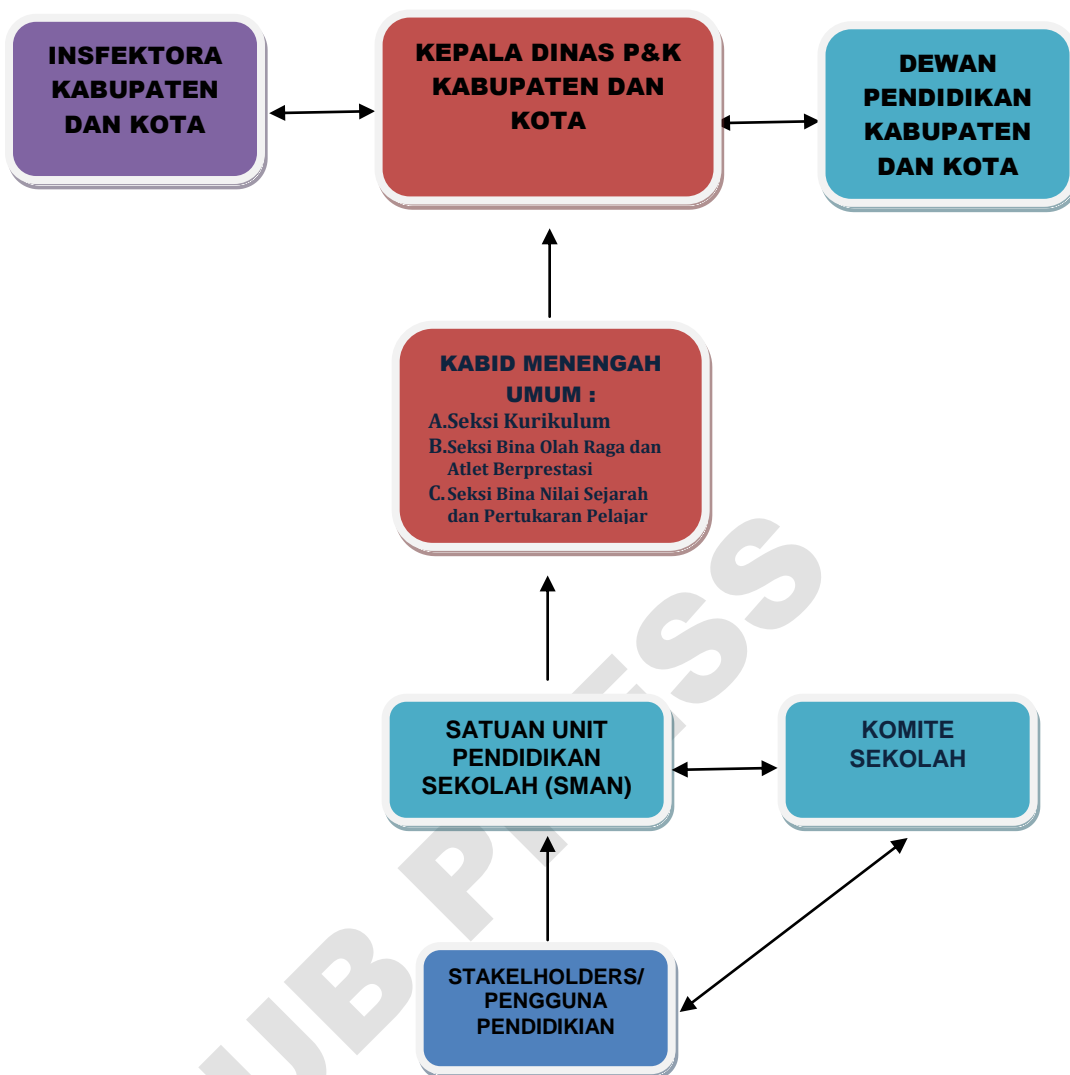 INSFEKTORA
KABUPATEN
DAN KOTA
KEPALA DINAS P&K
KABUPATEN DAN
KOTA
DEWAN
PENDIDIKAN
KABUPATEN
DAN KOTA
KABID MENENGAH
UMUM :
A.Seksi Kurikulum
B.Seksi Bina Olah Raga dan
Atlet Berprestasi
C.Seksi Bina Nilai Sejarah
dan Pertukaran Pelajar
SATUAN UNIT
PENDIDIKAN
SEKOLAH (SMAN)
KOMITE
SEKOLAH
STAKELHOLDERS/
PENGGUNA
PENDIDIKIAN
UB PRESS